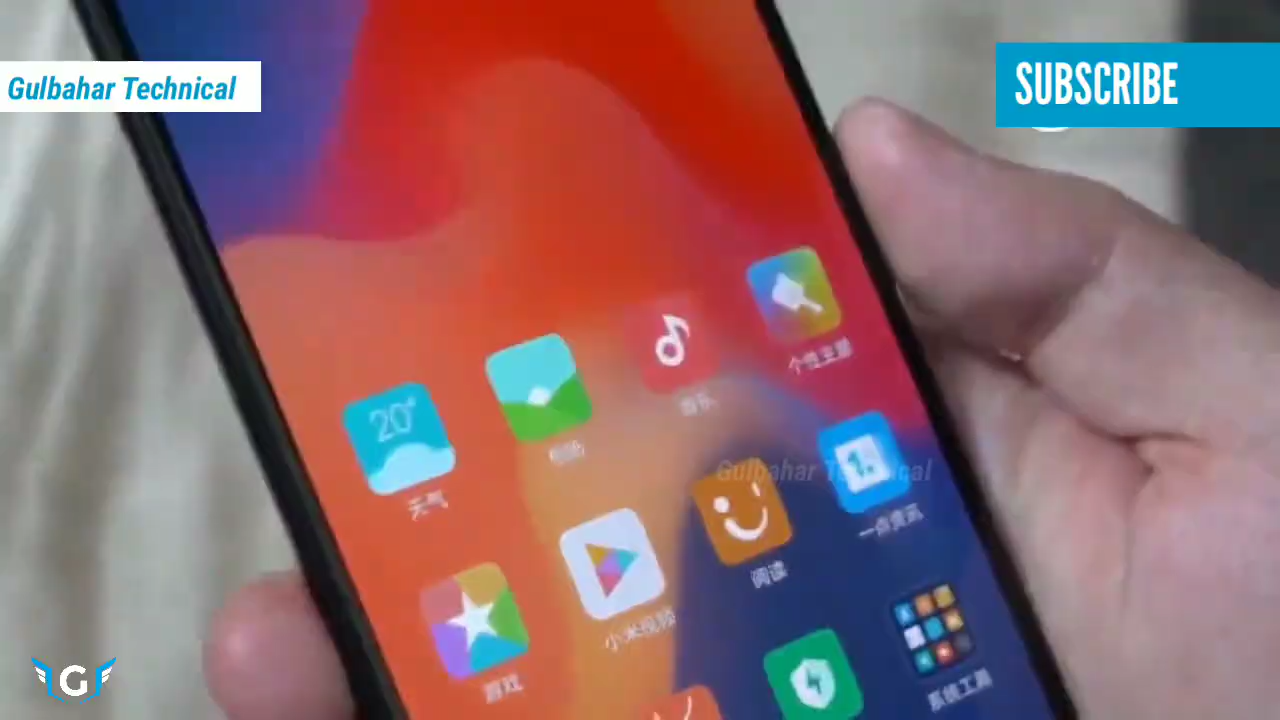 Gulbahar Technical
SUBSCRIBE
个性主题
音乐
相册
20°
天气
Gulbahar Technical
一点资讯
阅读
小米视频
游戏
系统工具
G